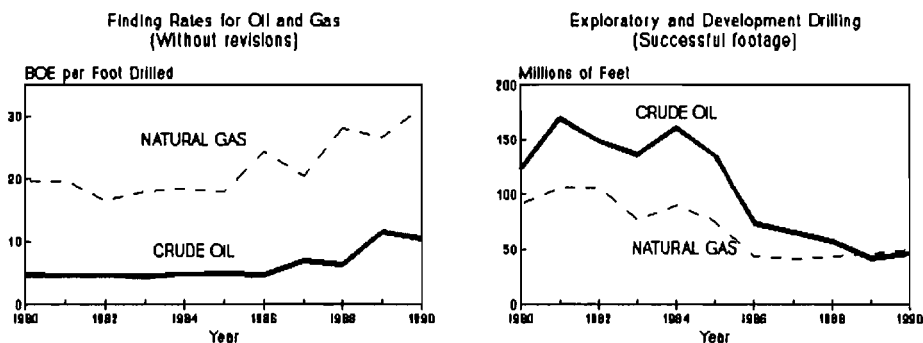 Finding Rates for Oil and Gas
(Without revisions)
BOE per Foot Drilled
30
20
10
0
NATURAL GAS
CRUDE OIL
1980 1982 1984 1986 1988 1990
Year
Exploratory and Development Drilling
(Successful footage)
Millions of Feet
200
150
100
50
0
CRUDE OIL
NATURAL GAS
1980 1982 1984 1986 1988 1990
Year